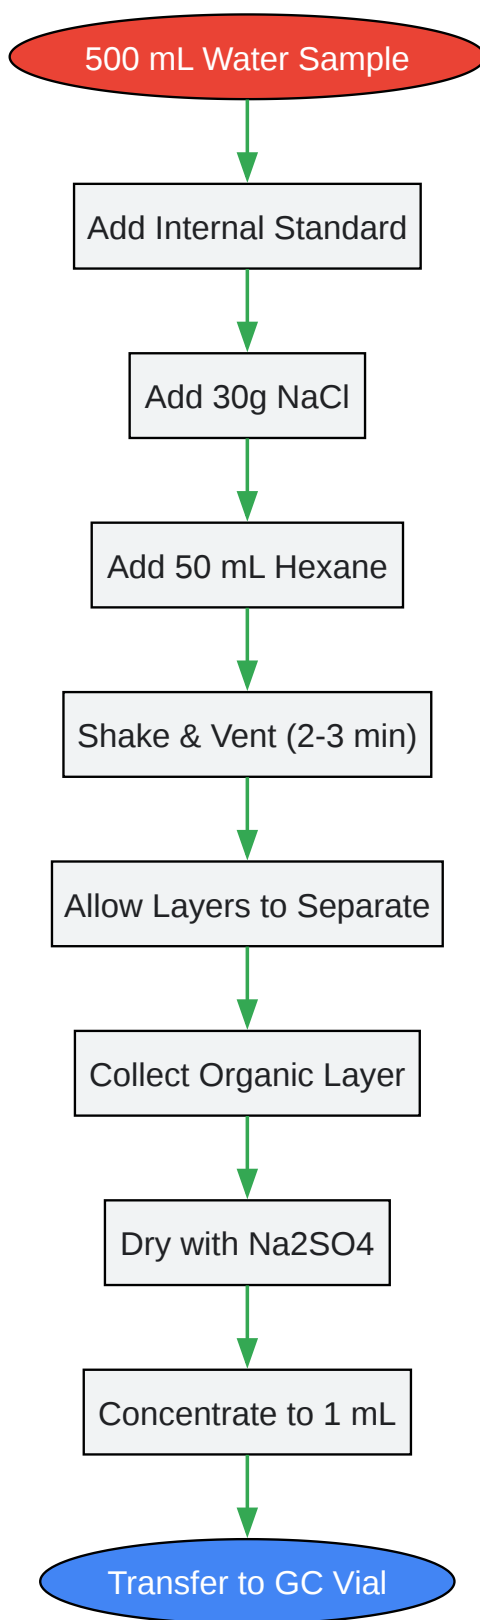 500 mL Water Sample
Add Internal Standard
Add 30g NaCl
Add 50 mL Hexane
Shake & Vent (2-3 min)
Allow Layers to Separate
Collect Organic Layer
Dry with Na2SO4
Concentrate to 1 mL
Transfer to GC Vial